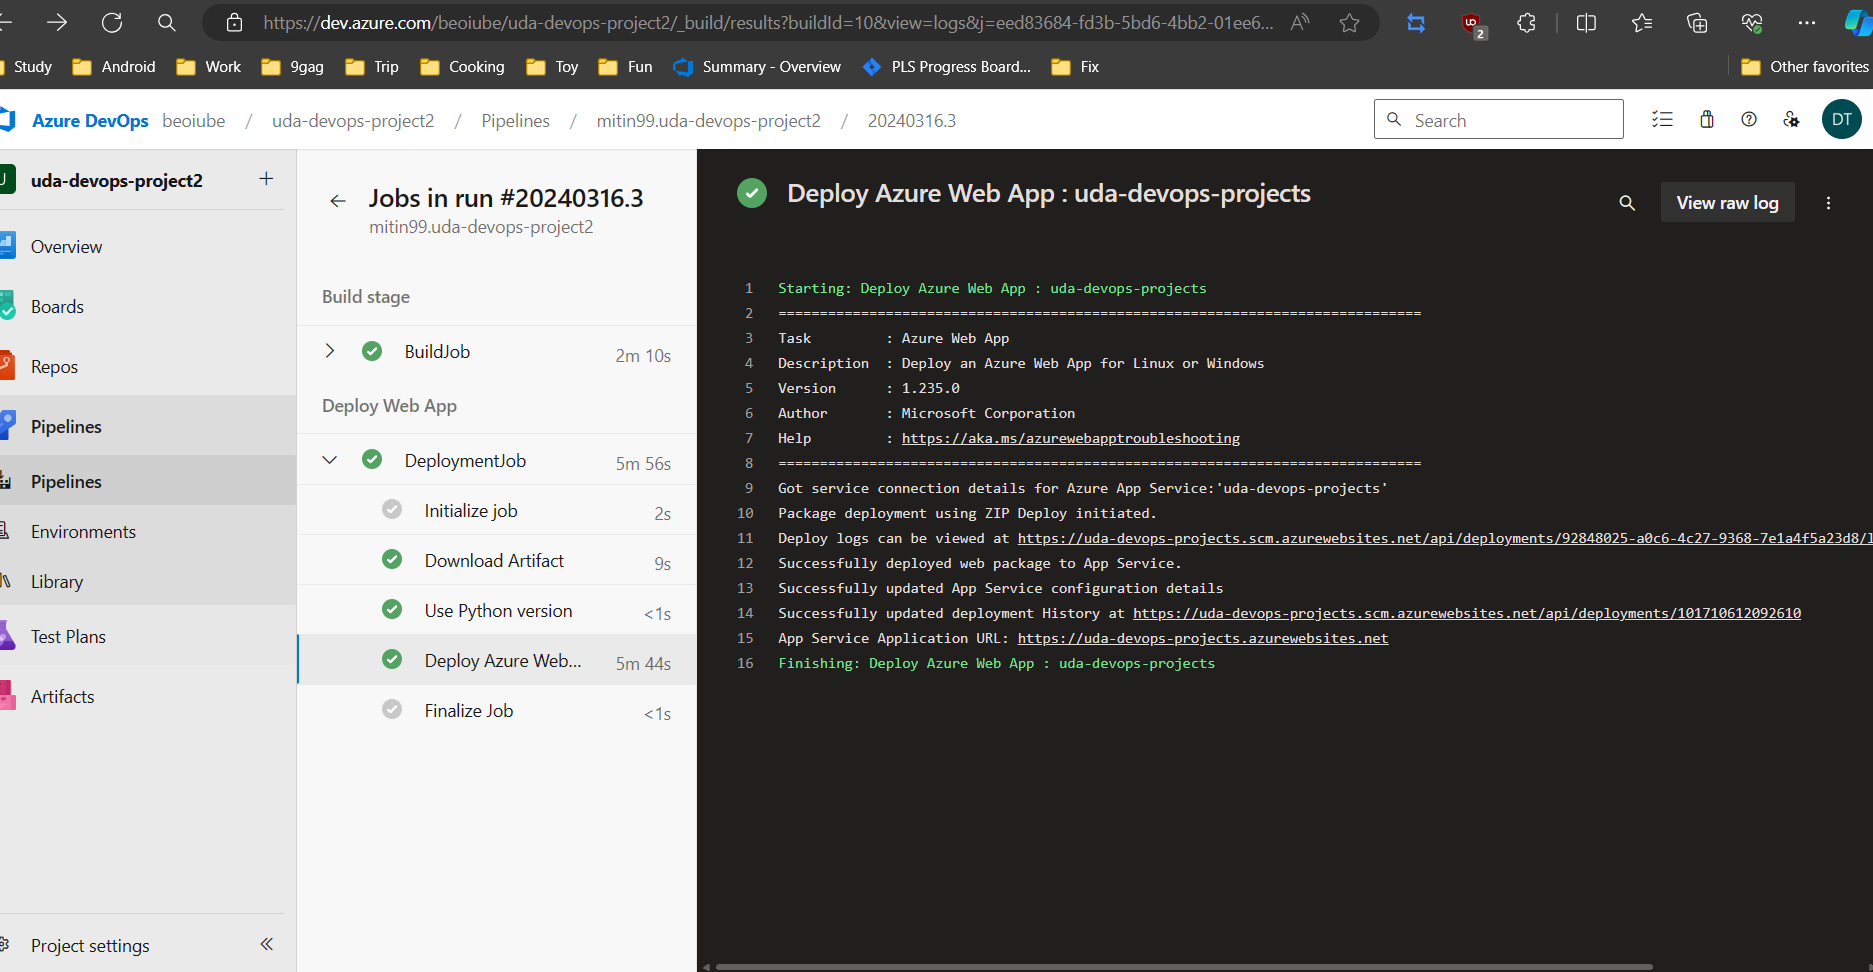 https://dev.azure.com/beoiube/uda-devops-project2/_build/results?buildId=10&view=logs&j=eed83684-fd3b-5bd6-4bb2-01ee6...
2
Study Android Work 9gag Trip Cooking Toy Fun Summary - Overview PLS Progress Board... Fix Other favorites
Azure DevOps beoiube / uda-devops-project2 / Pipelines / mitin99.uda-devops-project2 / 20240316.3
Search
DT
uda-devops-project2 +
Overview
Boards
Repos
Pipelines
Pipelines
Environments
Library
Test Plans
Artifacts
Project settings
Jobs in run #20240316.3
mitin99.uda-devops-project2
Build stage
BuildJob 2m 10s
Deploy Web App
DeploymentJob 5m 56s
Initialize job 2s
Download Artifact 9s
Use Python version <1s
Deploy Azure Web... 5m 44s
Finalize Job <1s
Deploy Azure Web App : uda-devops-projects
View raw log
1 Starting: Deploy Azure Web App : uda-devops-projects
2 ==============================================================================
3 Task : Azure Web App
4 Description : Deploy an Azure Web App for Linux or Windows
5 Version : 1.235.0
6 Author : Microsoft Corporation
7 Help : https://aka.ms/azurewebapptroubleshooting
8 ==============================================================================
9 Got service connection details for Azure App Service:'uda-devops-projects'
10 Package deployment using ZIP Deploy initiated.
11 Deploy logs can be viewed at https://uda-devops-projects.scm.azurewebsites.net/api/deployments/92848025-a0c6-4c27-9368-7e1a4f5a23d8/l
12 Successfully deployed web package to App Service.
13 Successfully updated App Service configuration details
14 Successfully updated deployment History at https://uda-devops-projects.scm.azurewebsites.net/api/deployments/101710612092610
15 App Service Application URL: https://uda-devops-projects.azurewebsites.net
16 Finishing: Deploy Azure Web App : uda-devops-projects